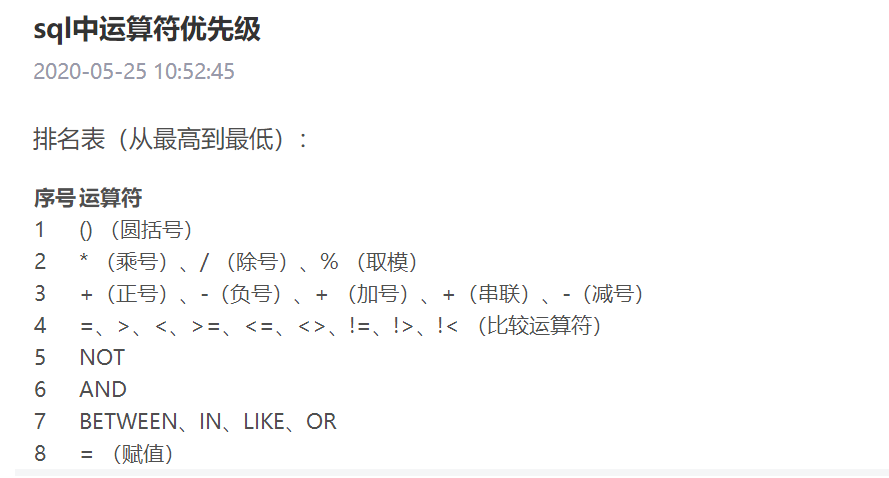 sql中运算符优先级
2020-05-25 10:52:45
排名表（从最高到最低）：
序号 运算符
1 () （圆括号）
2 * （乘号）、/ （除号）、% （取模）
3 +（正号）、-（负号）、+ （加号）、+（串联）、-（减号）
4 =、>、<、>=、<=、<>、!=、!>、!< （比较运算符）
5 NOT
6 AND
7 BETWEEN、IN、LIKE、OR
8 = （赋值）